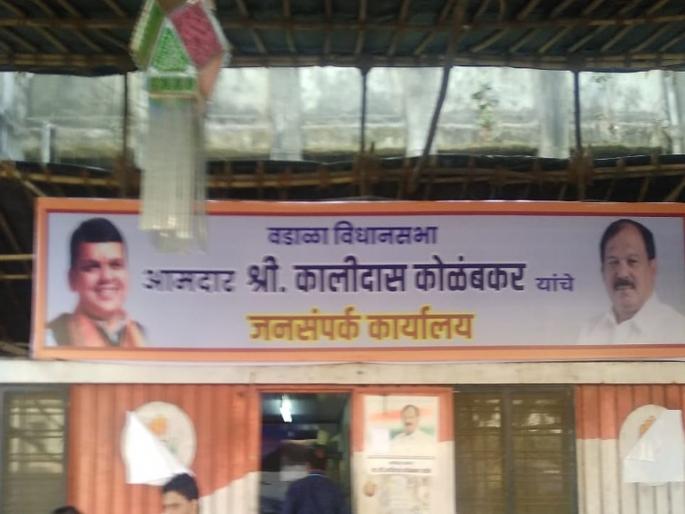 वडाळा विधानसभा
आमदार श्री. कालीदास कोळंबकर यांचे
जनसंपर्क कार्यालय